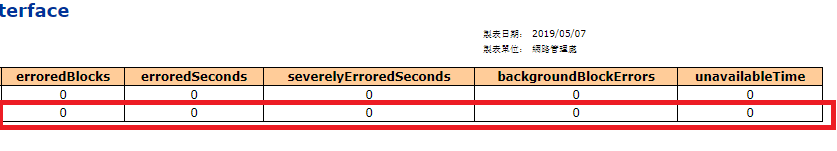 terface
製表日期： 2019/05/07
製表單位： 網路管理處
erroredBlocks erroredSeconds severelyErroredSeconds backgroundBlockErrors unavailableTime
0 0 0 0 0
0 0 0 0 0